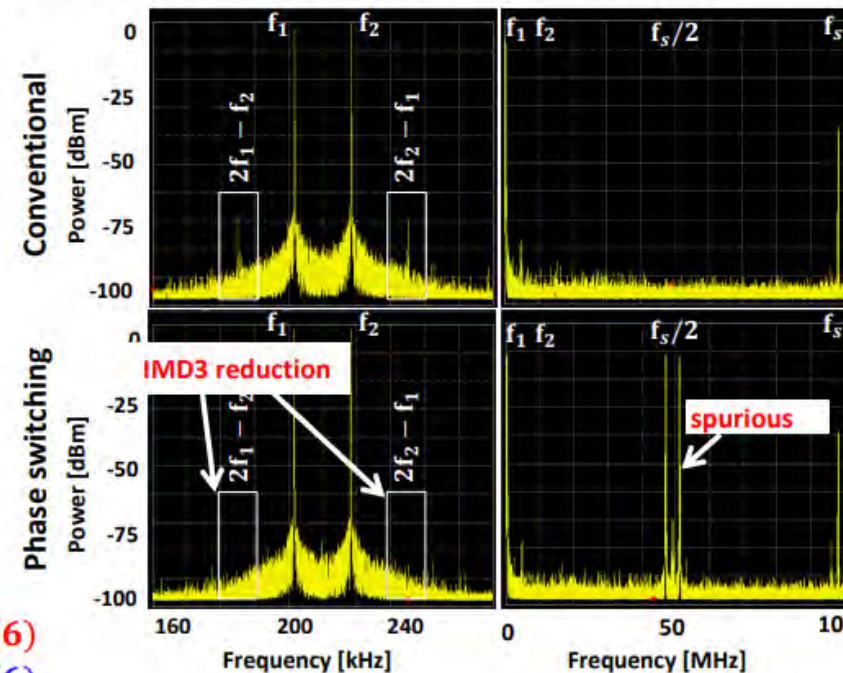 Conventional
Power [dBm]
0
-25
-50
-75
-100
f₁
f₂
2f₁ − f₂
2f₂ − f₁
f₁ f₂
fₛ/2
fₛ
Phase switching
Power [dBm]
-25
-50
-75
-100
f₁
f₂
IMD3 reduction
2f₁ − f₂
2f₂ − f₁
160
200
240
Frequency [kHz]
f₁ f₂
fₛ/2
fₛ
spurious
0
50
10
Frequency [MHz]
6)